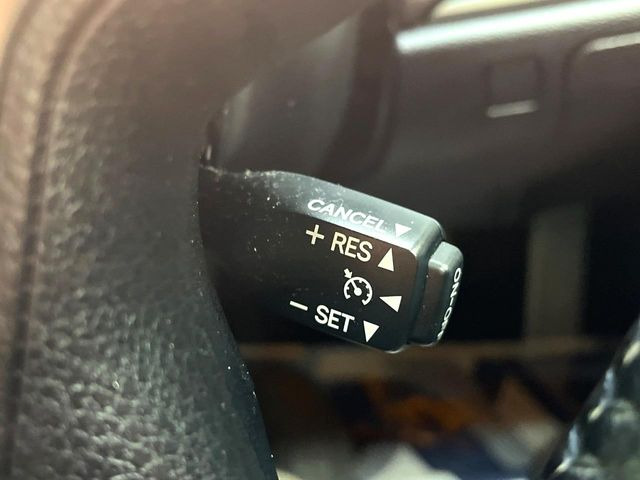 CANCEL ▼
+ RES ▲
◀
− SET ▼
ON-OFF